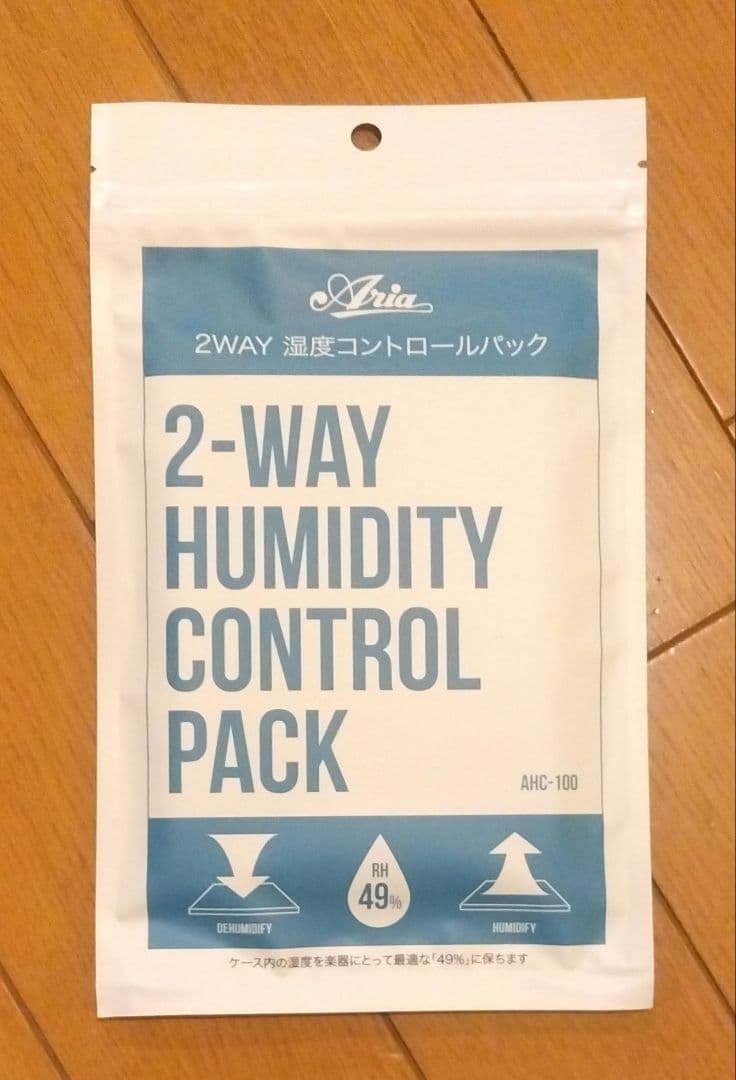 Aria
2WAY 湿度コントロールパック
2-WAY
HUMIDITY
CONTROL
PACK
AHC-100
RH
49%
DEHUMIDIFY
HUMIDIFY
ケース内の湿度を楽器にとって最適な「49%」に保ちます